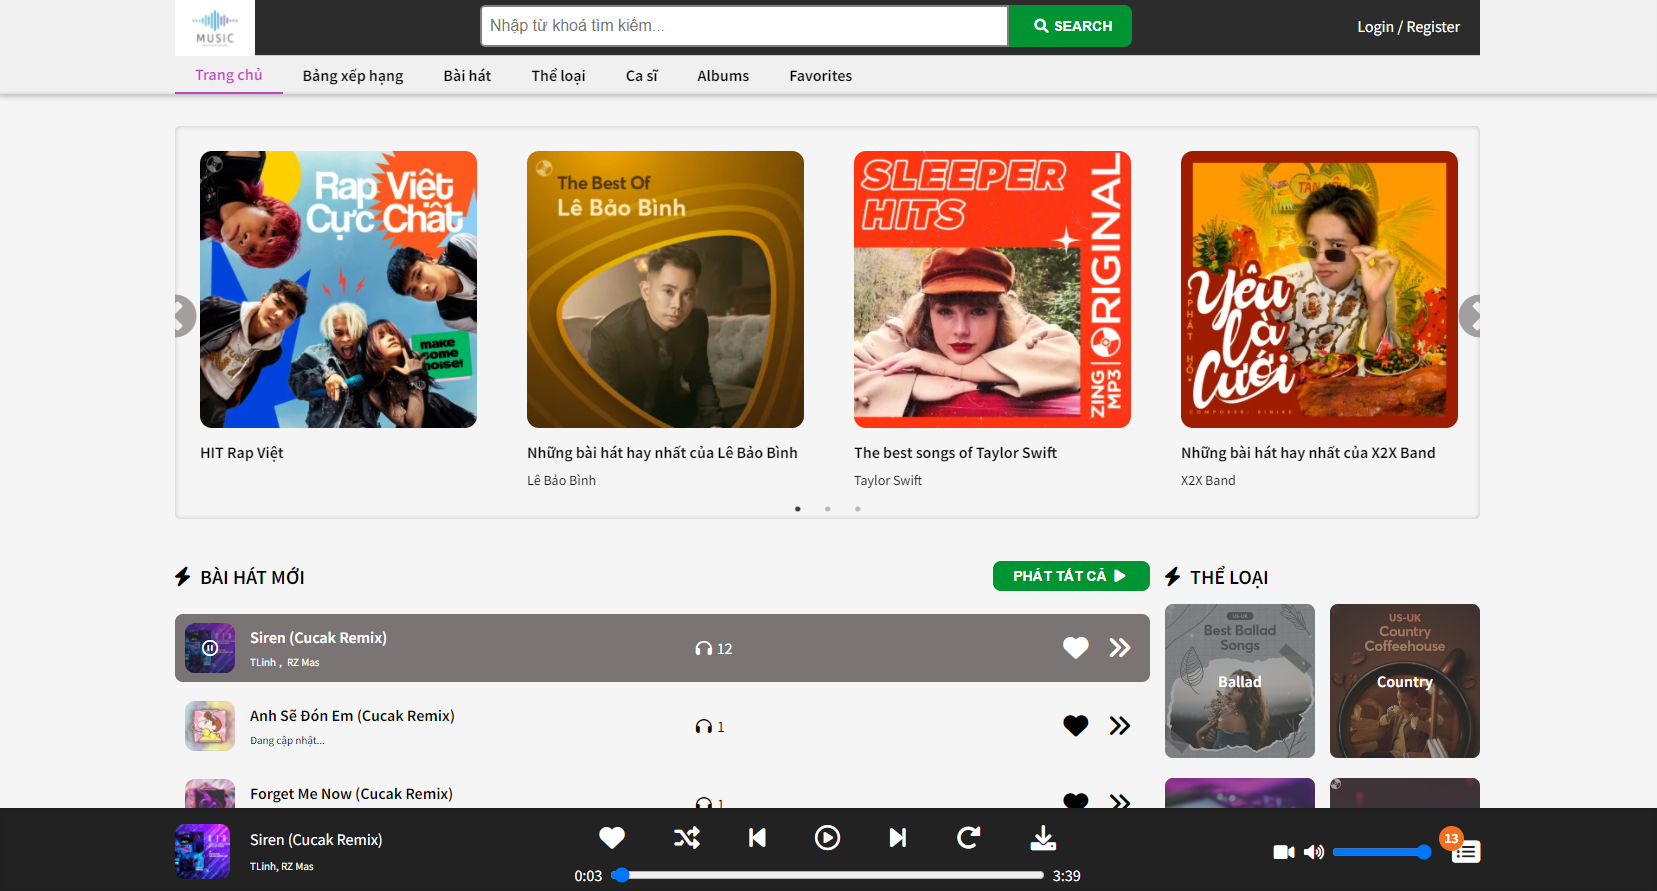 MUSIC
Nhập từ khoá tìm kiếm...
SEARCH
Login / Register
Trang chủ
Bảng xếp hạng
Bài hát
Thể loại
Ca sĩ
Albums
Favorites
Rap Việt
Cực Chất
make
some
noise!
The Best Of
Lê Bảo Bình
SLEEPER
HITS
ORIGINAL
ZING
MP3
TAN
Yêu
là
Cưới
PHÁT HỒ
COMPOSER: SINIKE
HIT Rap Việt
Những bài hát hay nhất của Lê Bảo Bình
Lê Bảo Bình
The best songs of Taylor Swift
Taylor Swift
Những bài hát hay nhất của X2X Band
X2X Band
BÀI HÁT MỚI
PHÁT TẤT CẢ
THỂ LOẠI
Siren (Cucak Remix)
TLinh , RZ Mas
12
Anh Sẽ Đón Em (Cucak Remix)
Đang cập nhật...
1
Forget Me Now (Cucak Remix)
1
US-UK
Best Ballad
Songs
Ballad
US-UK
Country
Coffeehouse
Country
Siren (Cucak Remix)
TLinh, RZ Mas
0:03
3:39
13